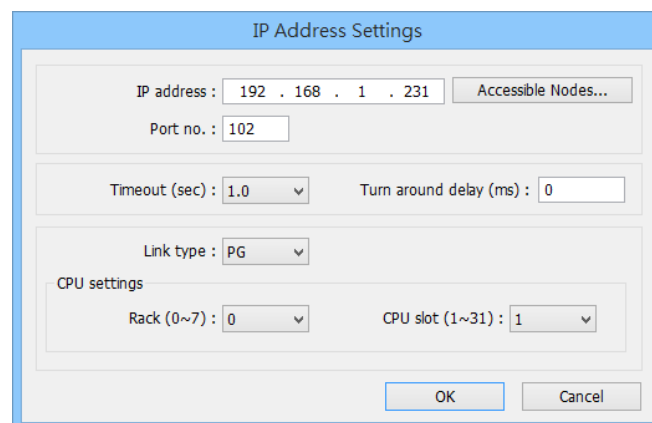 IP Address Settings
IP address : 192 . 168 . 1 . 231 Accessible Nodes...
Port no. : 102
Timeout (sec) : 1.0 Turn around delay (ms) : 0
Link type : PG
CPU settings
Rack (0~7) : 0 CPU slot (1~31) : 1
OK Cancel